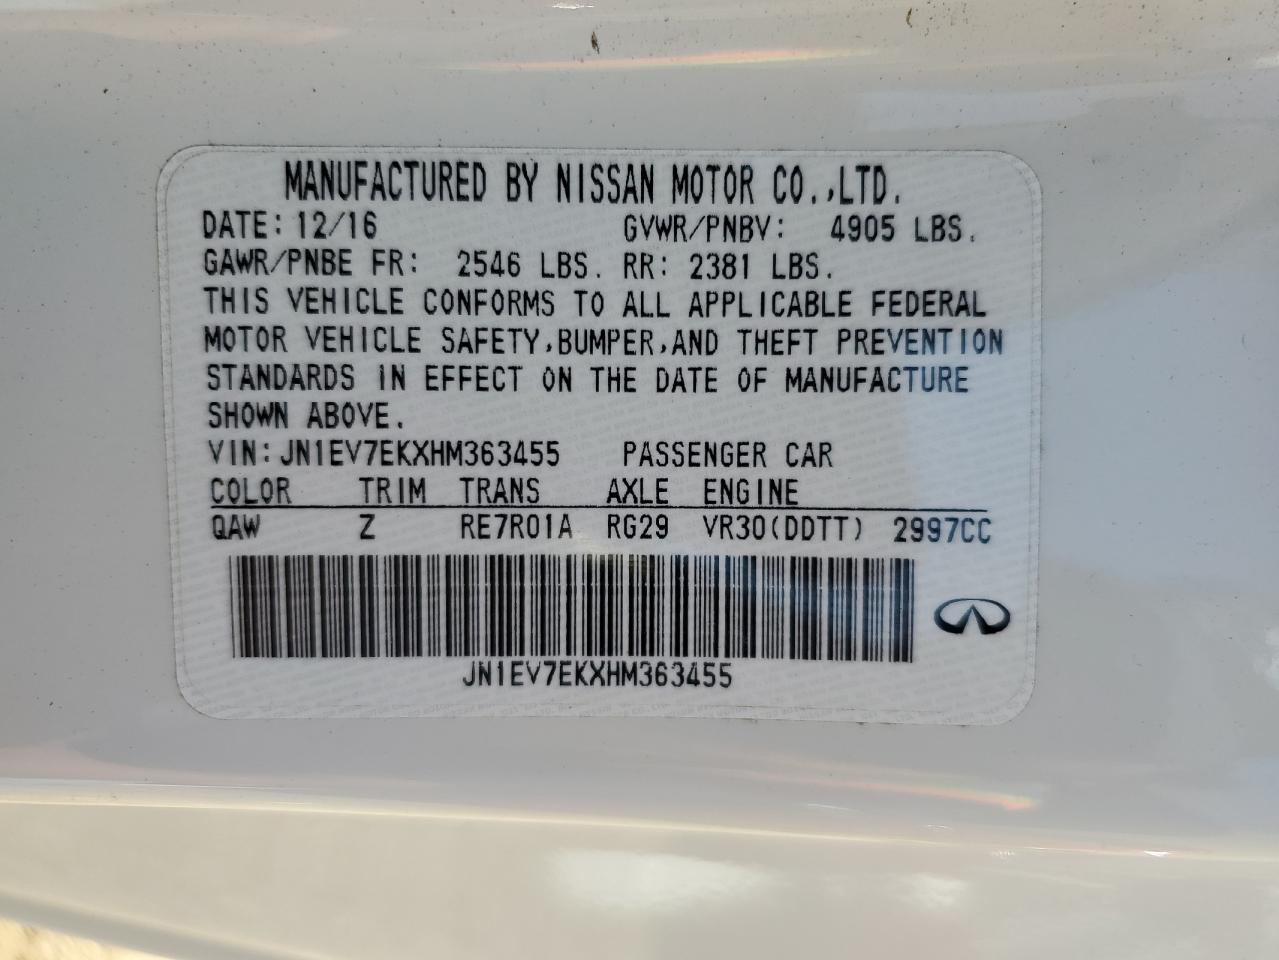 MANUFACTURED BY NISSAN MOTOR CO.,LTD.
DATE: 12/16 GVWR/PNBV: 4905 LBS.
GAWR/PNBE FR: 2546 LBS. RR: 2381 LBS.
THIS VEHICLE CONFORMS TO ALL APPLICABLE FEDERAL
MOTOR VEHICLE SAFETY,BUMPER,AND THEFT PREVENTION
STANDARDS IN EFFECT ON THE DATE OF MANUFACTURE
SHOWN ABOVE.
VIN: JN1EV7EKXHM363455 PASSENGER CAR
COLOR TRIM TRANS AXLE ENGINE
QAW Z RE7R01A RG29 VR30(DDTT) 2997CC
JN1EV7EKXHM363455